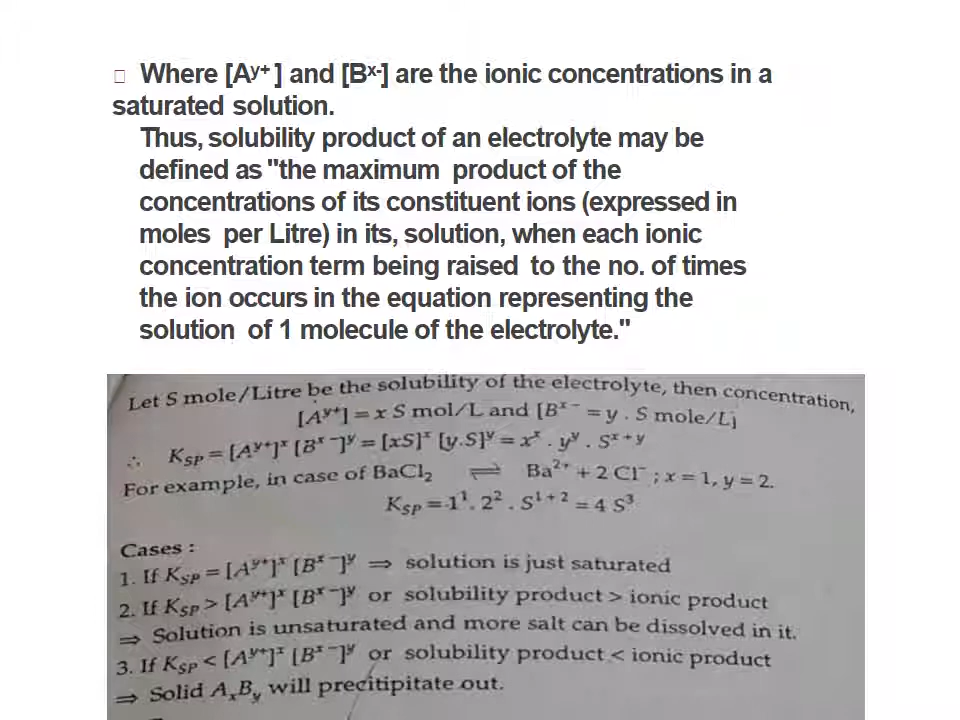 Where [Aʸ⁺ ] and [Bˣ⁻] are the ionic concentrations in a
saturated solution.
Thus, solubility product of an electrolyte may be
defined as "the maximum product of the
concentrations of its constituent ions (expressed in
moles per Litre) in its, solution, when each ionic
concentration term being raised to the no. of times
the ion occurs in the equation representing the
solution of 1 molecule of the electrolyte."
Let S mole/Litre be the solubility of the electrolyte, then concentration,
[Aʸ⁺] = x S mol/L and [Bˣ⁻ = y . S mole/L]
∴ K_SP = [Aʸ⁺]ˣ [Bˣ⁻]ʸ = [xS]ˣ [y.S]ʸ = xˣ . yʸ . Sˣ⁺ʸ
For example, in case of BaCl₂ ⇌ Ba²⁺ + 2 Cl⁻ ; x = 1, y = 2.
K_SP = 1¹ . 2² . S¹⁺² = 4 S³
Cases :
1. If K_SP = [Aʸ⁺]ˣ [Bˣ⁻]ʸ ⇒ solution is just saturated
2. If K_SP > [Aʸ⁺]ˣ [Bˣ⁻]ʸ or solubility product > ionic product
⇒ Solution is unsaturated and more salt can be dissolved in it.
3. If K_SP < [Aʸ⁺]ˣ [Bˣ⁻]ʸ or solubility product < ionic product
⇒ Solid AₓBᵧ will precitipitate out.